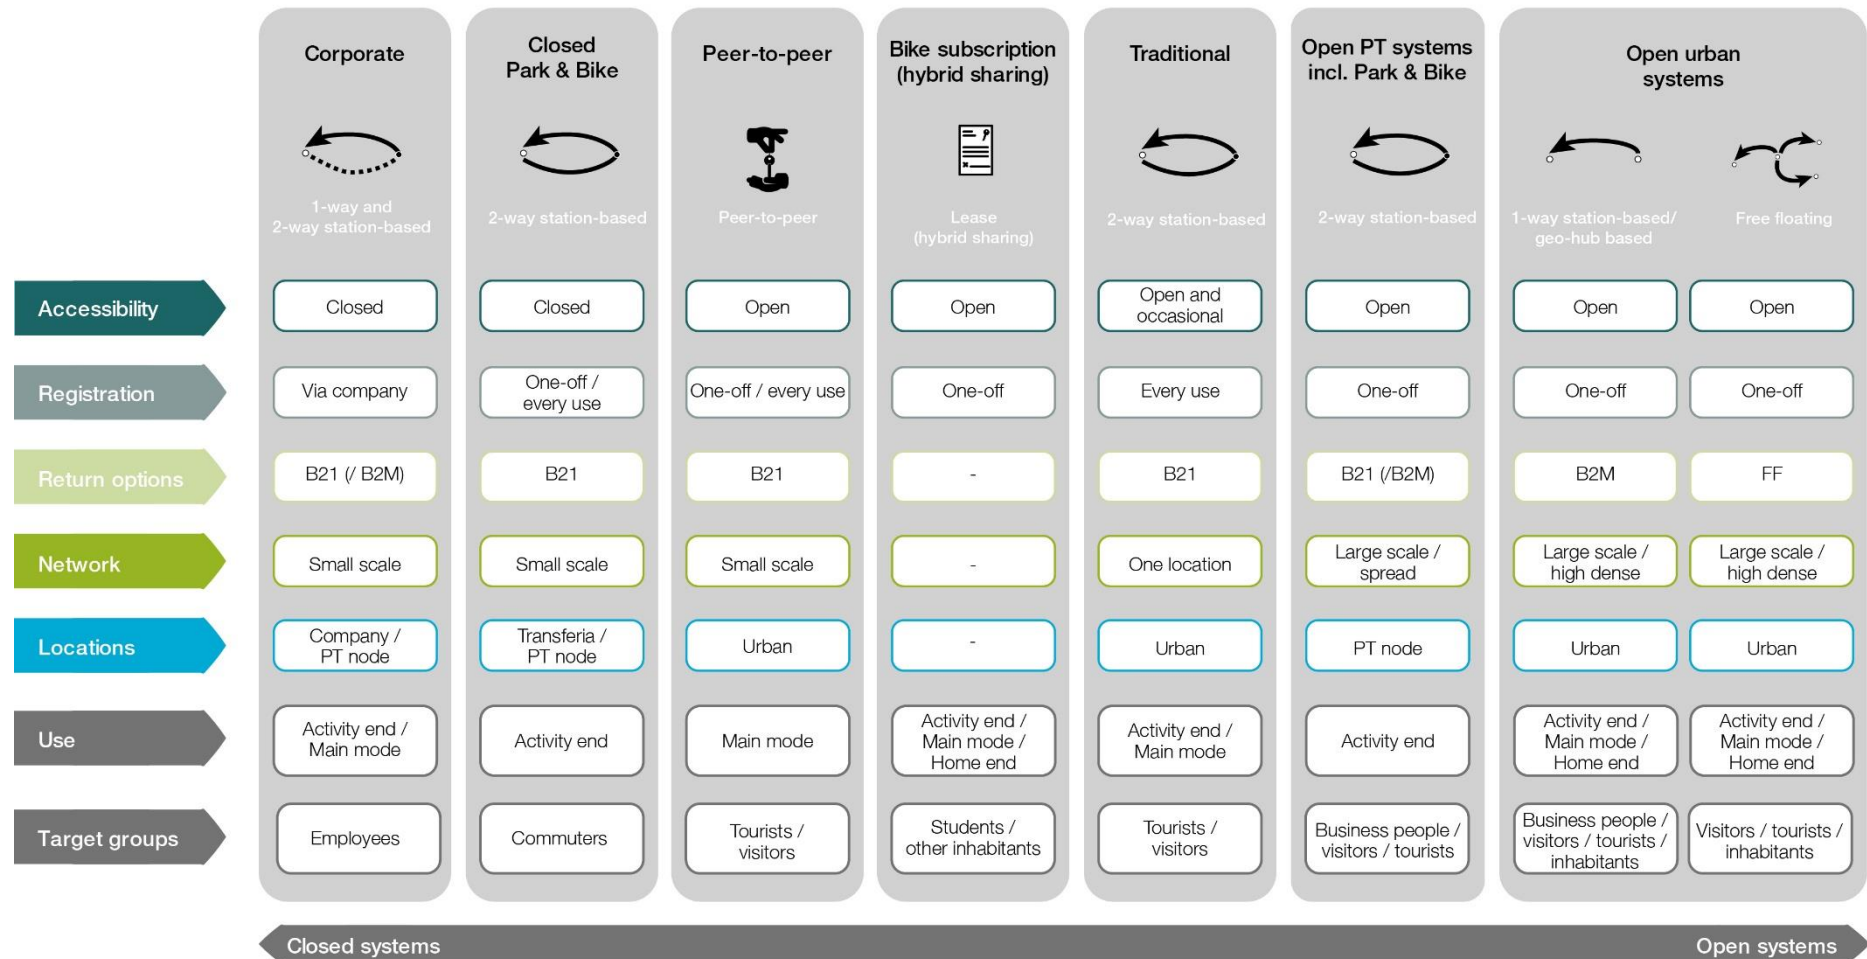 Corporate
Closed
Park & Bike
Peer-to-peer
Bike subscription
(hybrid sharing)
Traditional
Open PT systems
incl. Park & Bike
Open urban
systems
1-way and
2-way station-based
2-way station-based
Peer-to-peer
Lease
(hybrid sharing)
2-way station-based
2-way station-based
1-way station-based/
geo-hub based
Free floating
Accessibility
Closed
Closed
Open
Open
Open and
occasional
Open
Open
Open
Registration
Via company
One-off /
every use
One-off / every use
One-off
Every use
One-off
One-off
One-off
Return options
B21 (/ B2M)
B21
B21
-
B21
B21 (/B2M)
B2M
FF
Network
Small scale
Small scale
Small scale
-
One location
Large scale /
spread
Large scale /
high dense
Large scale /
high dense
Locations
Company /
PT node
Transferia /
PT node
Urban
-
Urban
PT node
Urban
Urban
Use
Activity end /
Main mode
Activity end
Main mode
Activity end /
Main mode /
Home end
Activity end /
Main mode
Activity end
Activity end /
Main mode /
Home end
Activity end /
Main mode /
Home end
Target groups
Employees
Commuters
Tourists /
visitors
Students /
other inhabitants
Tourists /
visitors
Business people /
visitors / tourists
Business people /
visitors / tourists /
inhabitants
Visitors / tourists /
inhabitants
Closed systems
Open systems